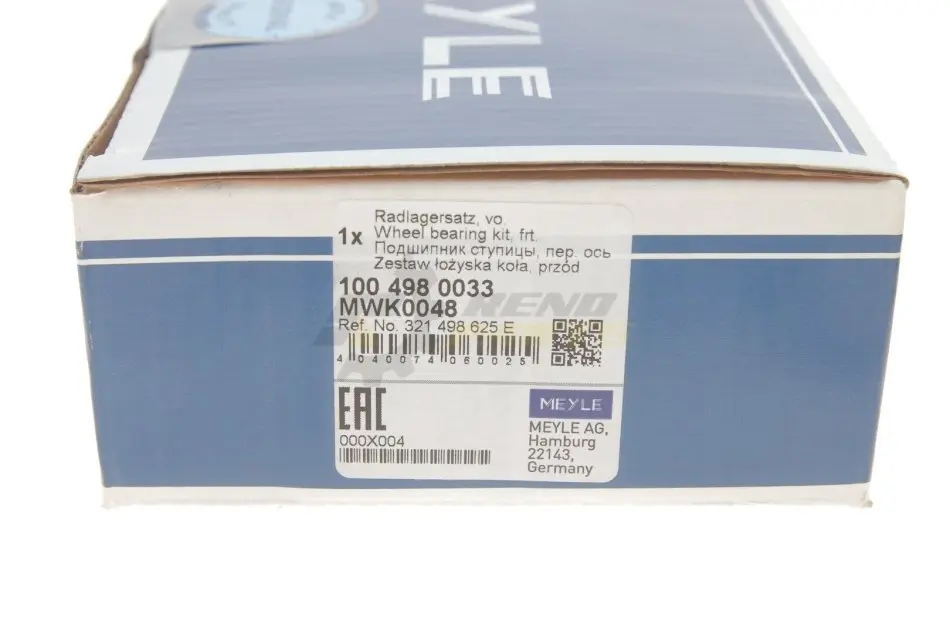 YLE
Radlagersatz, vo.
1x
Wheel bearing kit, frt.
Подшипник ступицы, пер. ось
Zestaw łożyska koła, przód
100 498 0033
MWK0048
RENO
Ref. No. 321 498 625 E
4 040074 060025
EAC
000X004
MEYLE
MEYLE AG,
Hamburg
22143,
Germany